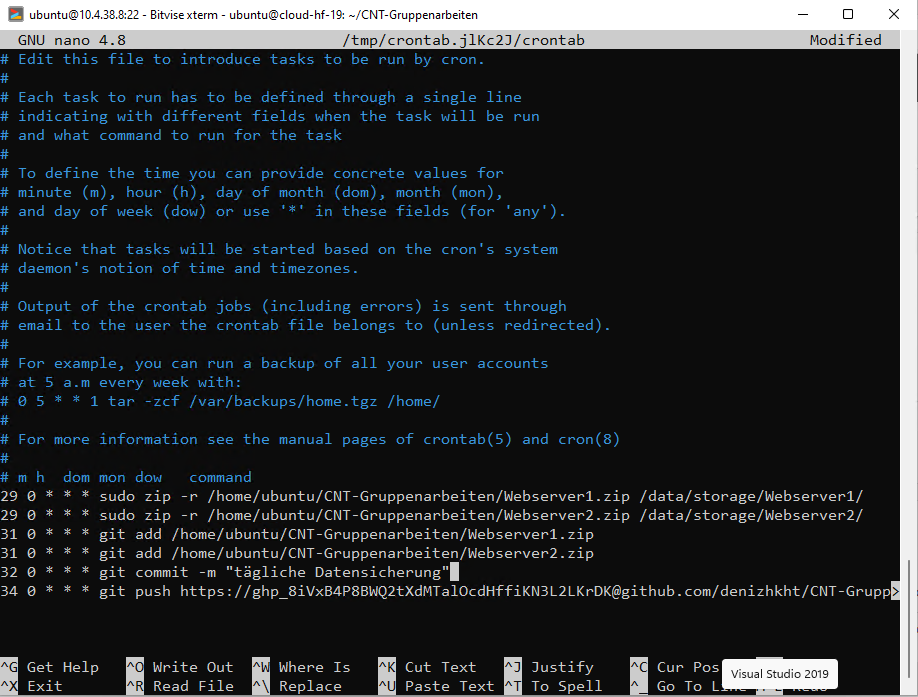 ubuntu@10.4.38.8:22 - Bitvise xterm - ubuntu@cloud-hf-19: ~/CNT-Gruppenarbeiten
GNU nano 4.8 /tmp/crontab.jlKc2J/crontab Modified
# Edit this file to introduce tasks to be run by cron.
#
# Each task to run has to be defined through a single line
# indicating with different fields when the task will be run
# and what command to run for the task
#
# To define the time you can provide concrete values for
# minute (m), hour (h), day of month (dom), month (mon),
# and day of week (dow) or use '*' in these fields (for 'any').
#
# Notice that tasks will be started based on the cron's system
# daemon's notion of time and timezones.
#
# Output of the crontab jobs (including errors) is sent through
# email to the user the crontab file belongs to (unless redirected).
#
# For example, you can run a backup of all your user accounts
# at 5 a.m every week with:
# 0 5 * * 1 tar -zcf /var/backups/home.tgz /home/
#
# For more information see the manual pages of crontab(5) and cron(8)
#
# m h  dom mon dow   command
29 0 * * * sudo zip -r /home/ubuntu/CNT-Gruppenarbeiten/Webserver1.zip /data/storage/Webserver1/
29 0 * * * sudo zip -r /home/ubuntu/CNT-Gruppenarbeiten/Webserver2.zip /data/storage/Webserver2/
31 0 * * * git add /home/ubuntu/CNT-Gruppenarbeiten/Webserver1.zip
31 0 * * * git add /home/ubuntu/CNT-Gruppenarbeiten/Webserver2.zip
32 0 * * * git commit -m "tägliche Datensicherung"
34 0 * * * git push https://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@github.com/denizhkht/CNT-Grupp>
^G Get Help ^O Write Out ^W Where Is ^K Cut Text ^J Justify ^C Cur Pos
^X Exit ^R Read File ^\ Replace ^U Paste Text ^T To Spell ^_ Go To
Visual Studio 2019